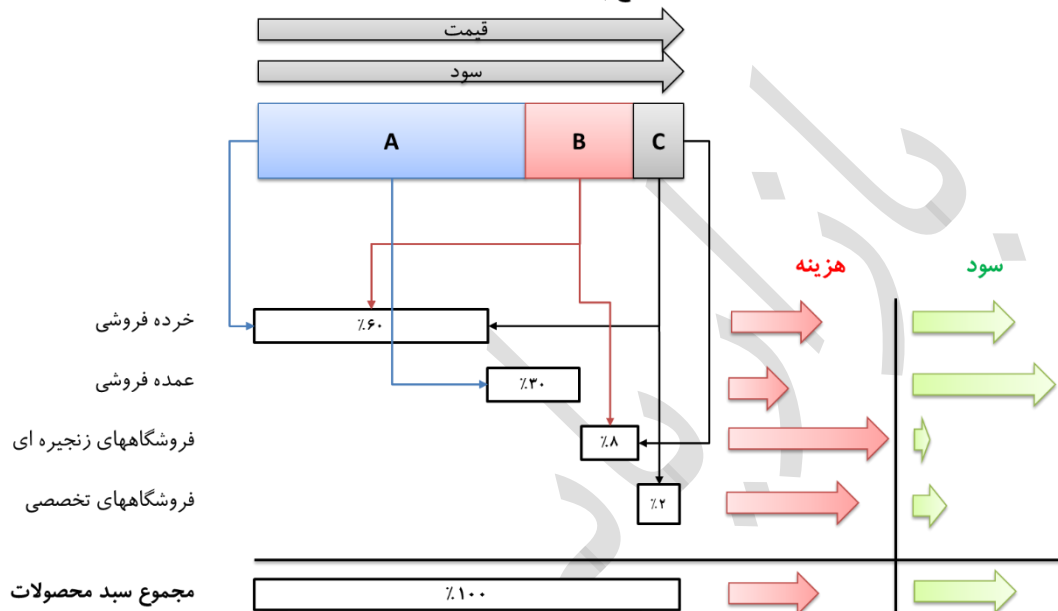 قیمت
سود
A B C
هزینه
سود
خرده فروشی
٪۶۰
عمده فروشی
٪۳۰
فروشگاههای زنجیره ای
٪۸
فروشگاههای تخصصی
٪۲
مجموع سبد محصولات
٪۱۰۰